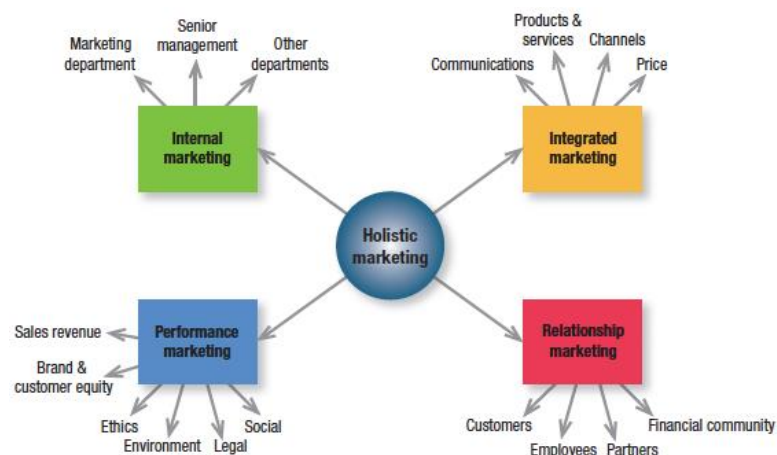 Senior
management
Marketing
department
Other
departments
Internal
marketing
Products &
services
Channels
Communications
Price
Integrated
marketing
Holistic
marketing
Performance
marketing
Sales revenue
Brand &
customer equity
Ethics
Environment
Legal
Social
Relationship
marketing
Customers
Employees
Partners
Financial community